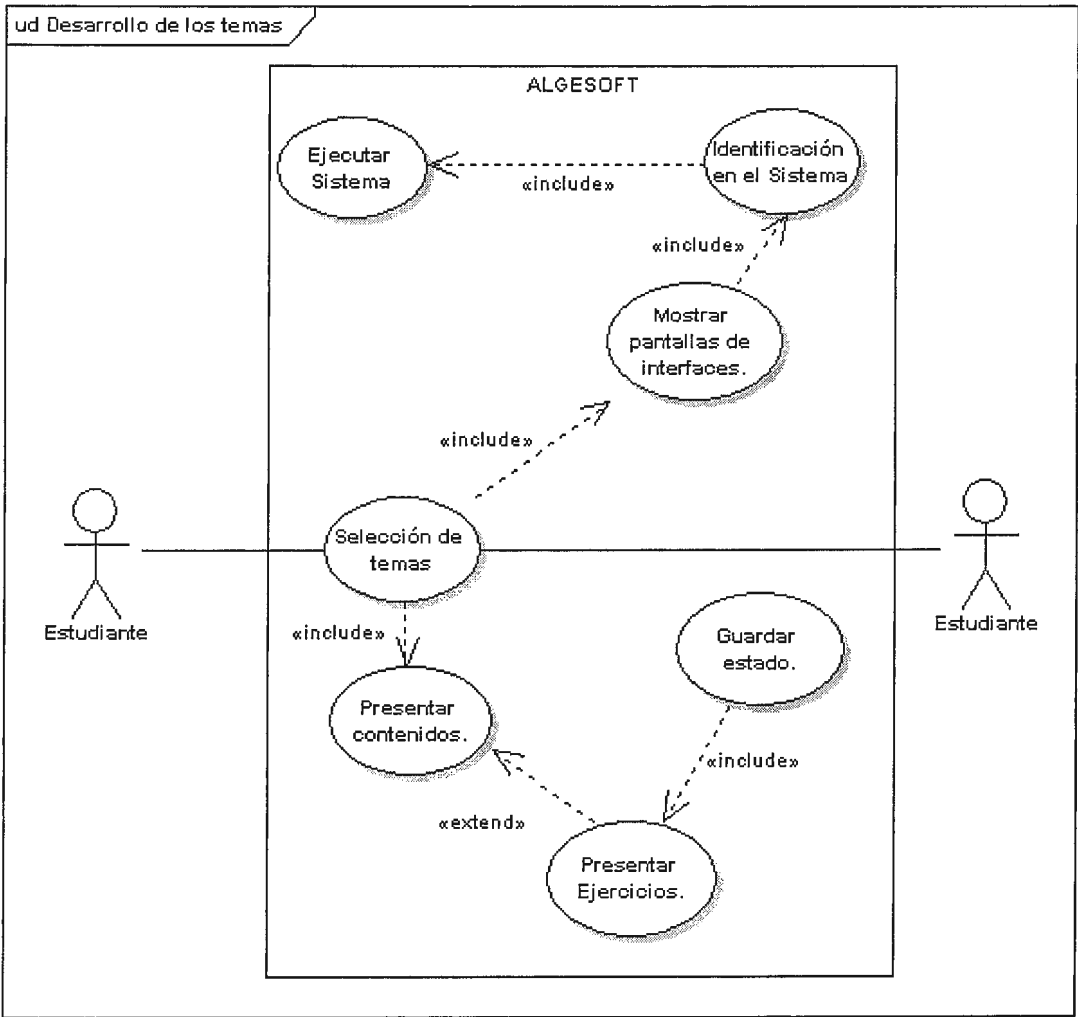 ud Desarrollo de los temas
ALGESOFT
Ejecutar
Sistema
«include»
Identificación
en el Sistema
«include»
Mostrar
pantallas de
interfaces.
«include»
Selección de
temas
Estudiante
Estudiante
«include»
Guardar
estado.
Presentar
contenidos.
«include»
«extend»
Presentar
Ejercicios.